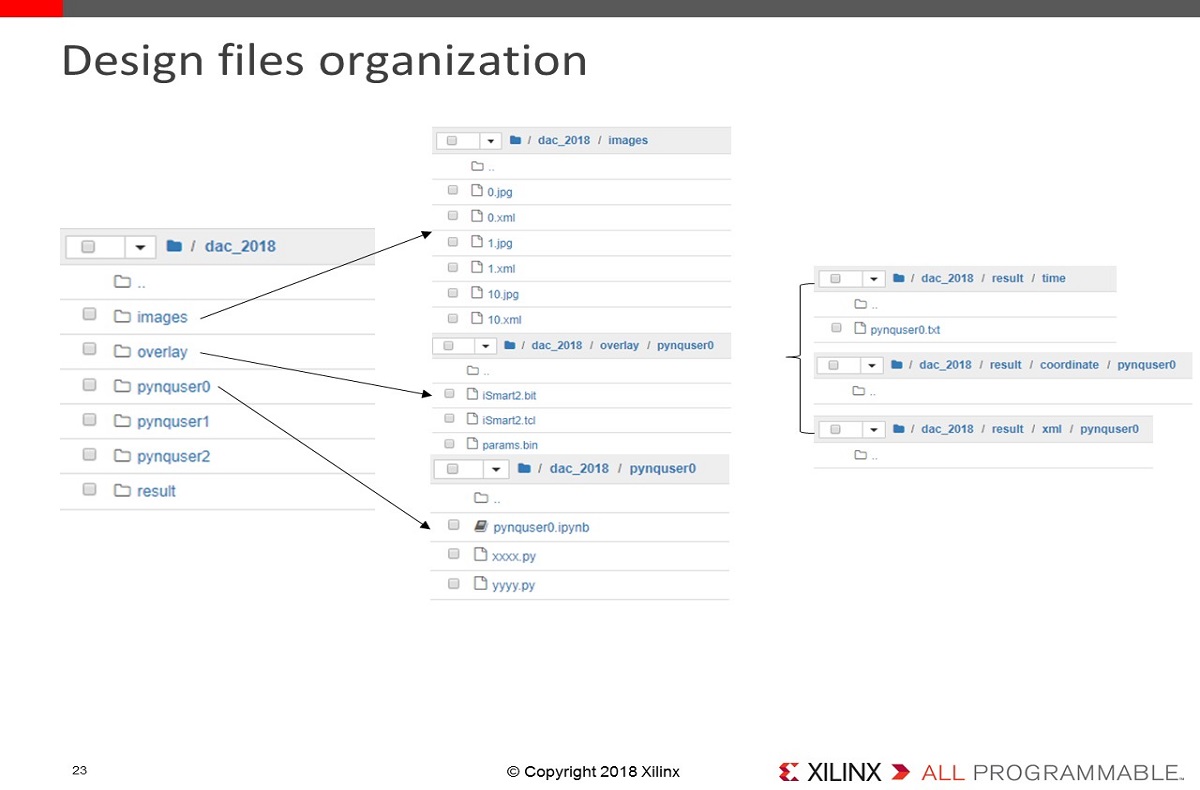 Design files organization
/ dac_2018
..
images
overlay
pynquser0
pynquser1
pynquser2
result
/ dac_2018 / images
..
0.jpg
0.xml
1.jpg
1.xml
10.jpg
10.xml
/ dac_2018 / overlay / pynquser0
..
iSmart2.bit
iSmart2.tcl
params.bin
/ dac_2018 / pynquser0
..
pynquser0.ipynb
xxxx.py
yyyy.py
/ dac_2018 / result / time
..
pynquser0.txt
/ dac_2018 / result / coordinate / pynquser0
..
/ dac_2018 / result / xml / pynquser0
..
23
© Copyright 2018 Xilinx
XILINX ALL PROGRAMMABLE™